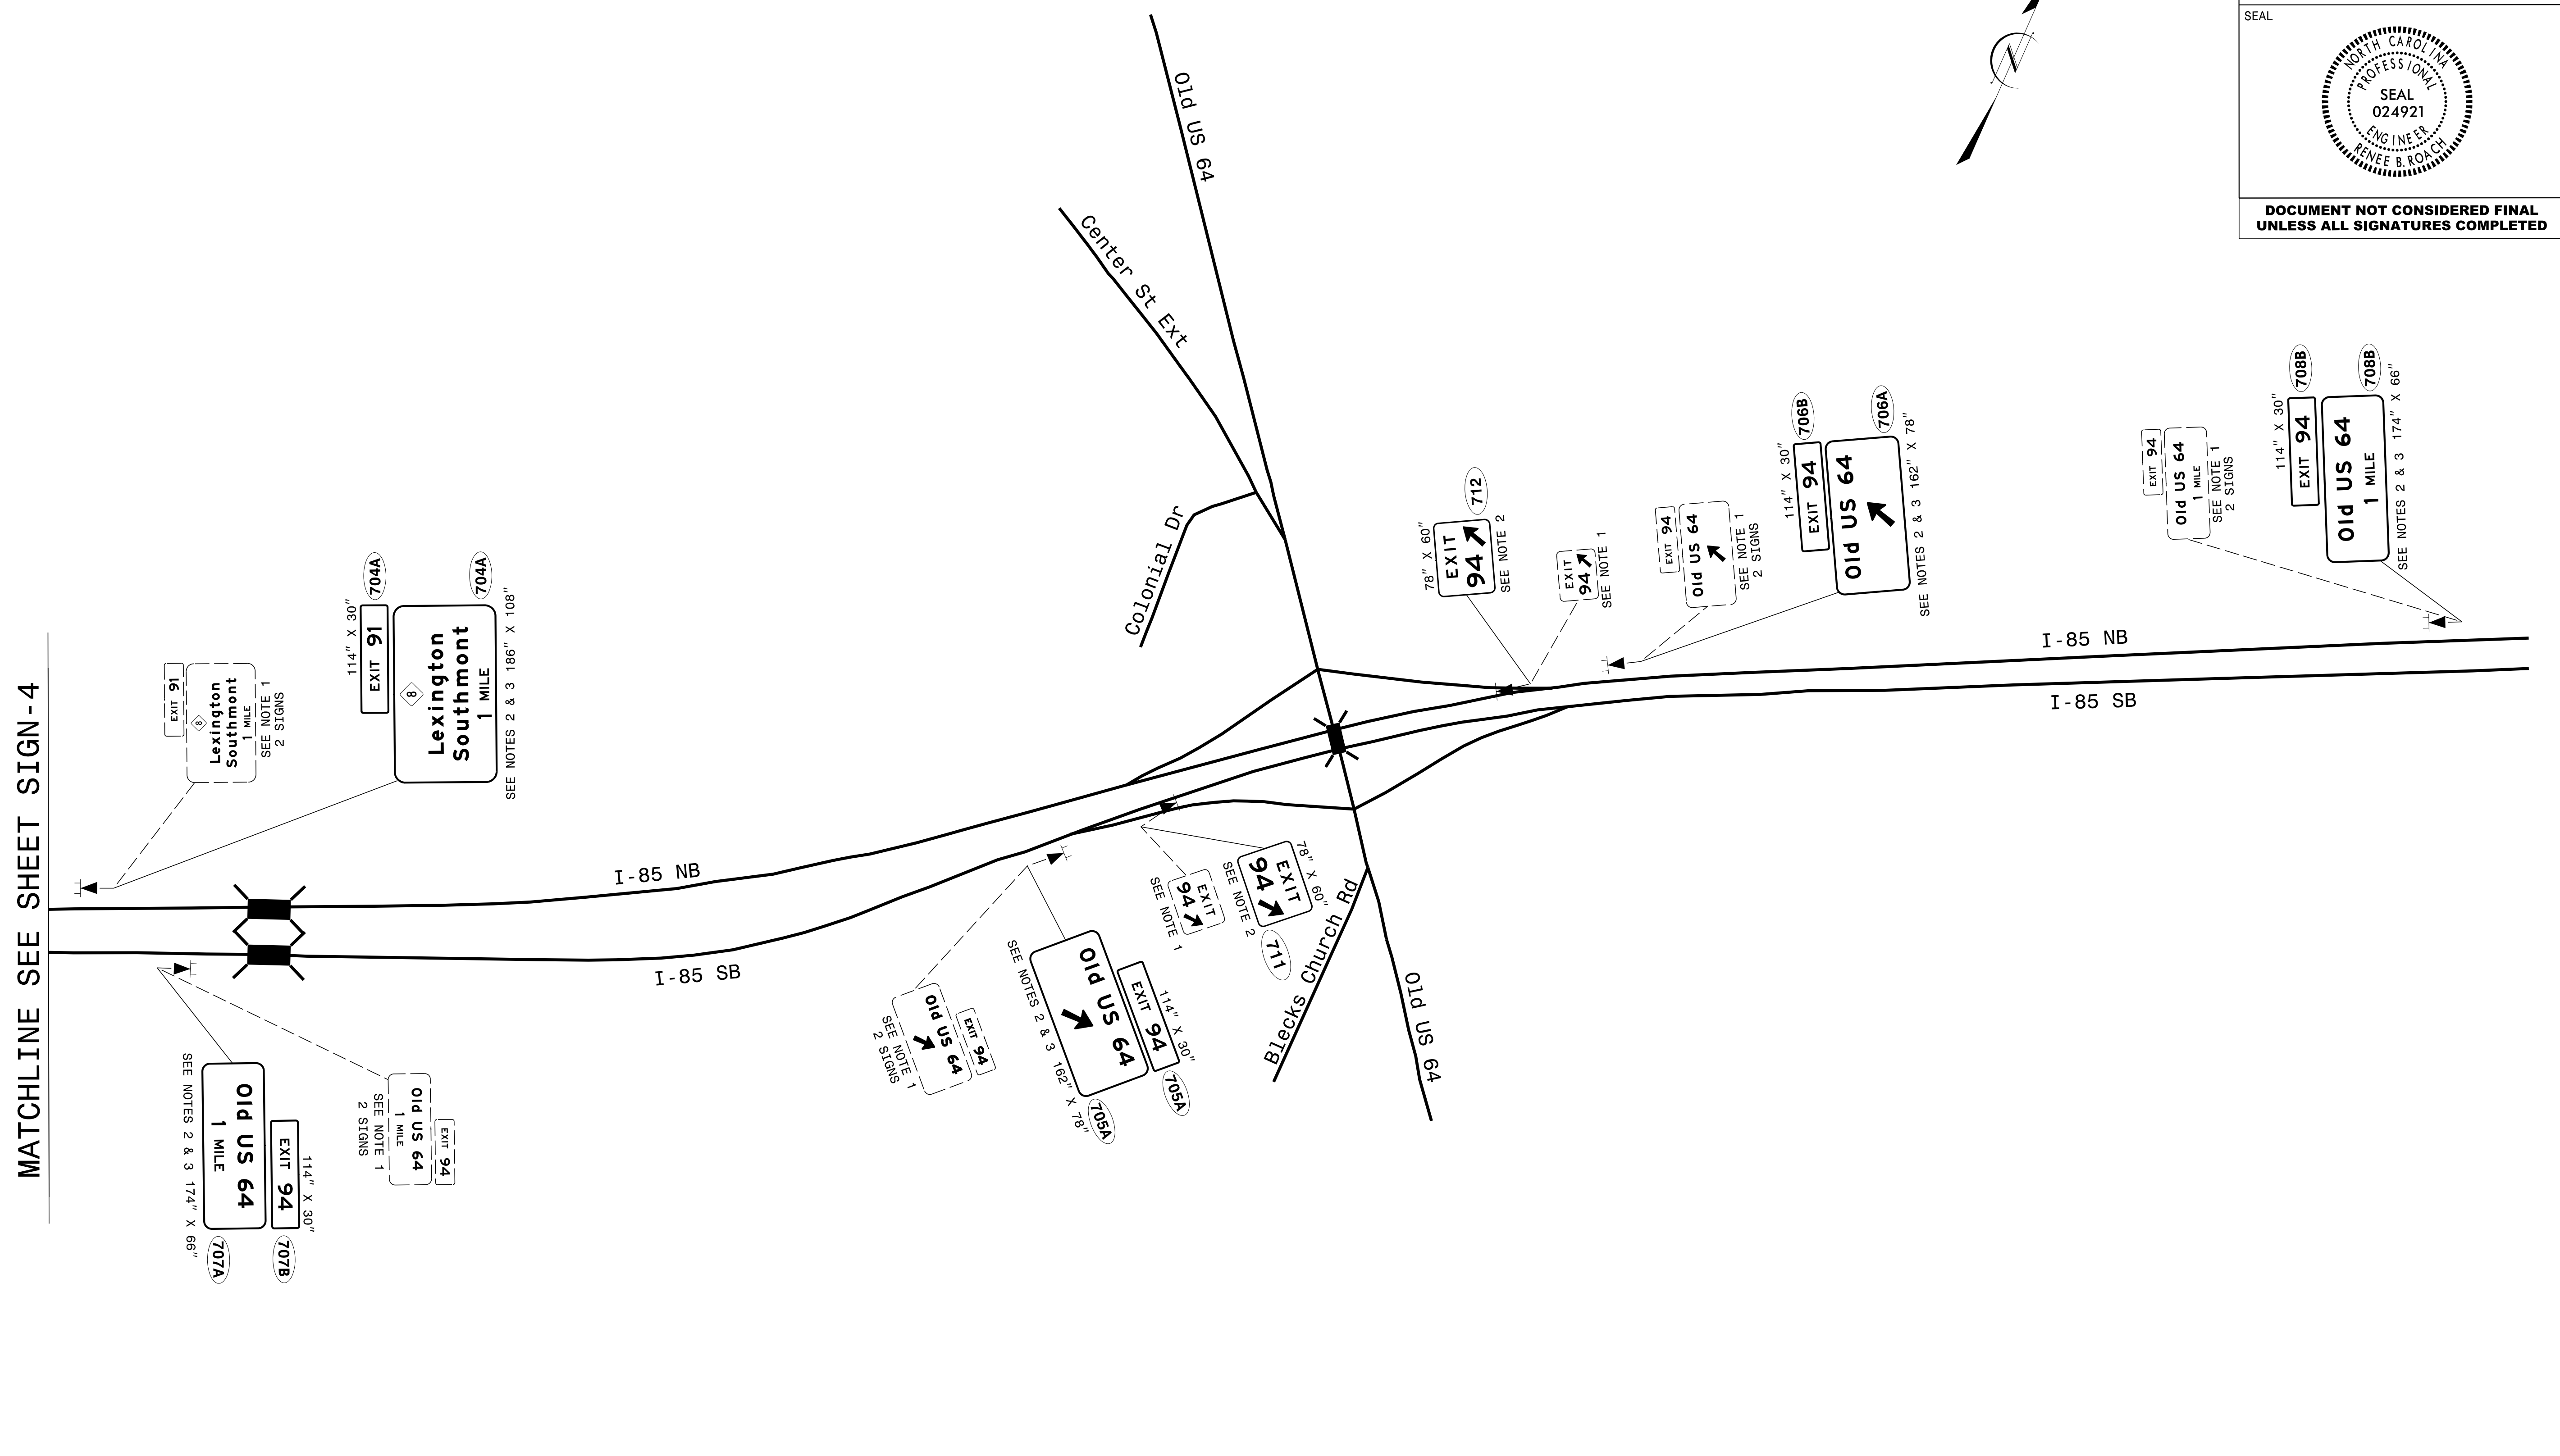 SEAL
NORTH CAROLINA
PROFESSIONAL
SEAL
024921
ENGINEER
RENEE B. ROACH
DOCUMENT NOT CONSIDERED FINAL
UNLESS ALL SIGNATURES COMPLETED
N
Old US 64
Center St Ext
Colonial Dr
MATCHLINE SEE SHEET SIGN-4
EXIT 91
8
Lexington
Southmont
1 MILE
SEE NOTE 1
2 SIGNS
704A
704A
114" X 30"
EXIT 91
8
Lexington
Southmont
1 MILE
SEE NOTES 2 & 3 186" X 108"
712
78" X 60"
EXIT
94
SEE NOTE 2
EXIT
94
SEE NOTE 1
EXIT 94
Old US 64
SEE NOTE 1
2 SIGNS
706B
706A
114" X 30"
EXIT 94
Old US 64
SEE NOTES 2 & 3 162" X 78"
EXIT 94
Old US 64
1 MILE
SEE NOTE 1
2 SIGNS
708B
708B
114" X 30"
EXIT 94
Old US 64
1 MILE
SEE NOTES 2 & 3 174" X 66"
I-85 NB
I-85 SB
I-85 NB
I-85 SB
SEE NOTES 2 & 3 174" X 66"
Old US 64
1 MILE
EXIT 94
114" X 30"
707A
707B
Old US 64
1 MILE
EXIT 94
SEE NOTE 1
2 SIGNS
EXIT 94
Old US 64
SEE NOTE 1
2 SIGNS
114" X 30"
EXIT 94
Old US 64
SEE NOTES 2 & 3 162" X 78"
705A
705A
EXIT
94
SEE NOTE 1
78" X 60"
EXIT
94
SEE NOTE 2
711
Blecks Church Rd
Old US 64